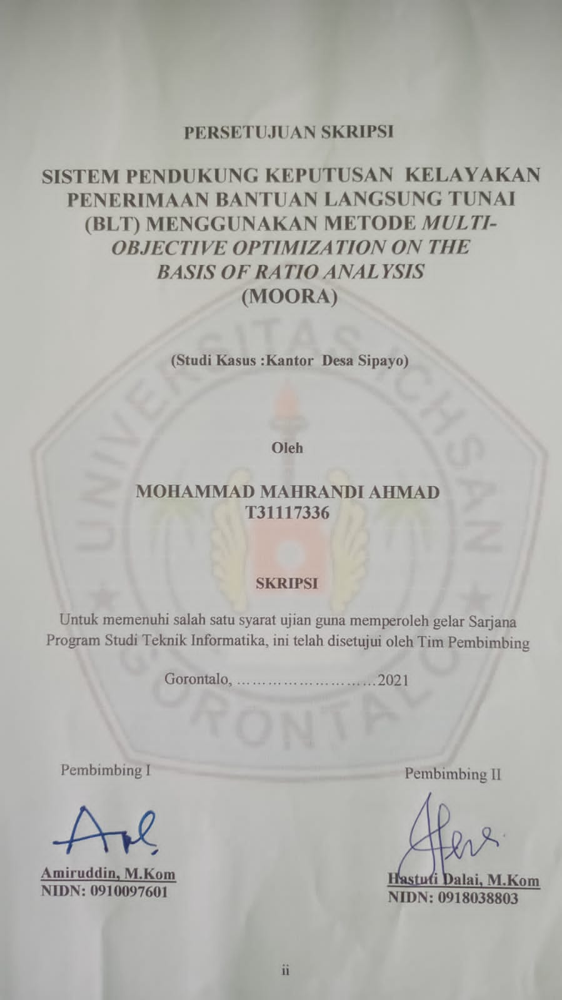 PERSETUJUAN SKRIPSI
SISTEM PENDUKUNG KEPUTUSAN KELAYAKAN
PENERIMAAN BANTUAN LANGSUNG TUNAI
(BLT) MENGGUNAKAN METODE MULTI-
OBJECTIVE OPTIMIZATION ON THE
BASIS OF RATIO ANALYSIS
(MOORA)
UNIVERSITAS ICHSAN
(Studi Kasus :Kantor Desa Sipayo)
Oleh
MOHAMMAD MAHRANDI AHMAD
T31117336
SKRIPSI
Untuk memenuhi salah satu syarat ujian guna memperoleh gelar Sarjana
Program Studi Teknik Informatika, ini telah disetujui oleh Tim Pembimbing
Gorontalo, ...........................2021
GORONTALO
Pembimbing I
Pembimbing II
Amiruddin, M.Kom
NIDN: 0910097601
Hastuti Dalai, M.Kom
NIDN: 0918038803
ii